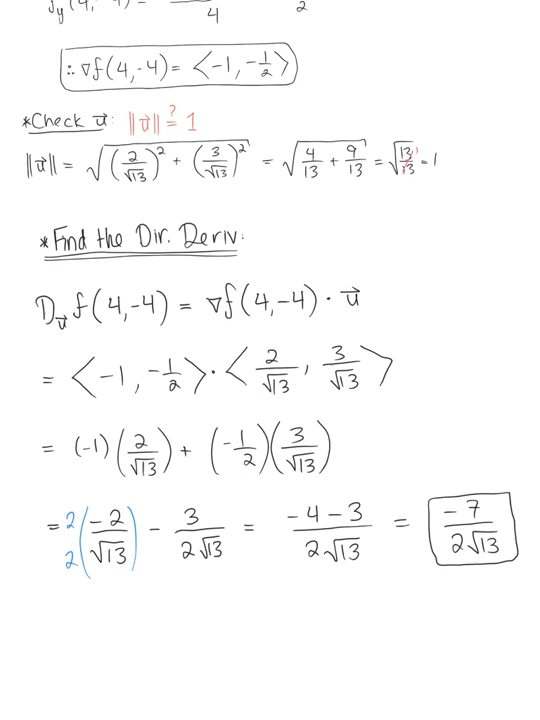 4 2
∴ ∇f(4,-4) = ⟨-1, -1/2⟩
*Check u⃗: ||u⃗|| ?= 1
||u⃗|| = √((2/√13)² + (3/√13)²) = √(4/13 + 9/13) = √(13/13) = 1
*Find the Dir. Deriv:
D_u⃗ f(4,-4) = ∇f(4,-4) · u⃗
= ⟨-1, -1/2⟩ · ⟨2/√13, 3/√13⟩
= (-1)(2/√13) + (-1/2)(3/√13)
= 2/2(-2/√13) - 3/2√13 = -4-3/2√13 = -7/2√13